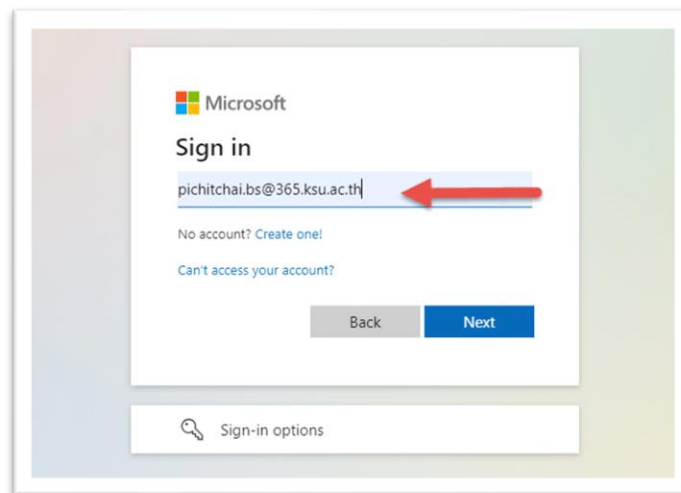 Microsoft
Sign in
pichitchai.bs@365.ksu.ac.th
No account? Create one!
Can't access your account?
Back Next
Sign-in options